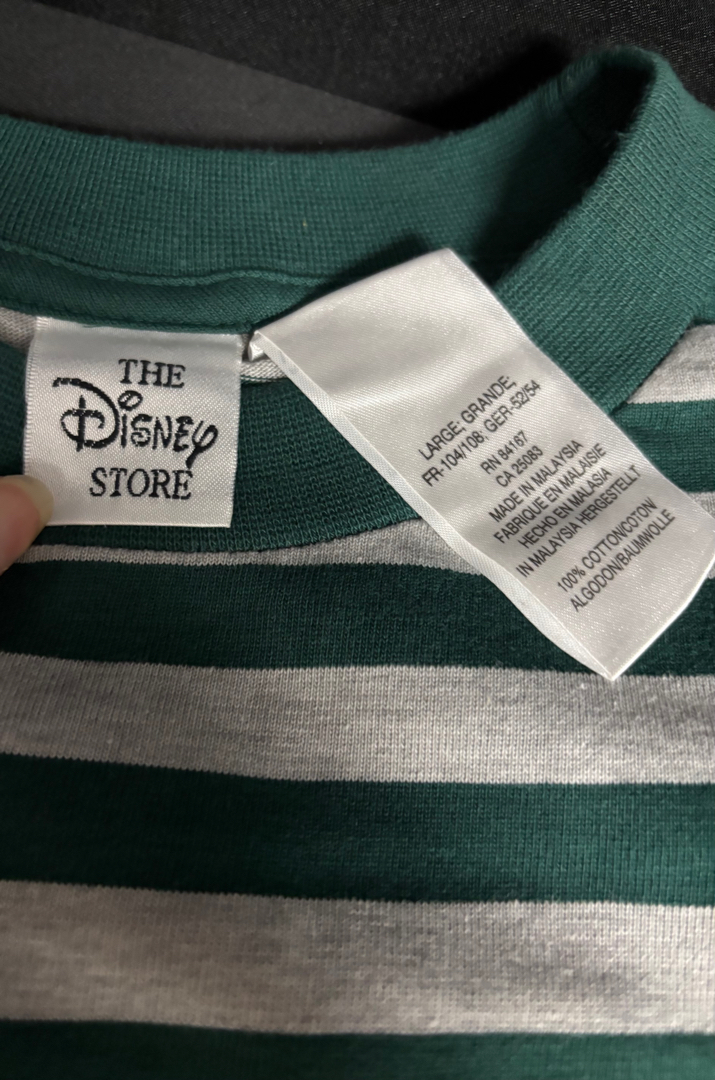 THE
Disney
STORE
LARGE; GRANDE;
FR-104/108, GER-52/54
RN 84167
CA 25083
MADE IN MALAYSIA
FABRIQUE EN MALAISIE
HECHO EN MALASIA
IN MALAYSIA HERGESTELLT
100% COTTON/COTON
ALGODON/BAUMWOLLE